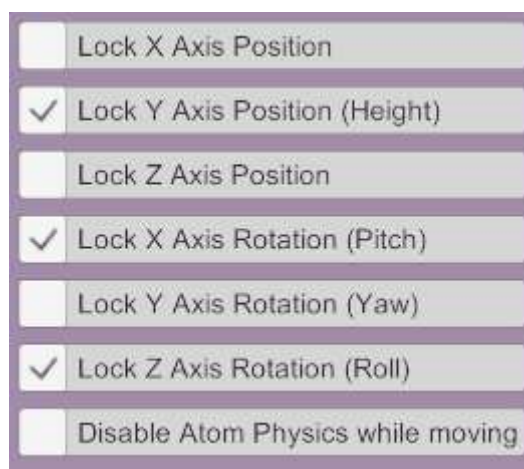 Lock X Axis Position
Lock Y Axis Position (Height)
Lock Z Axis Position
Lock X Axis Rotation (Pitch)
Lock Y Axis Rotation (Yaw)
Lock Z Axis Rotation (Roll)
Disable Atom Physics while moving